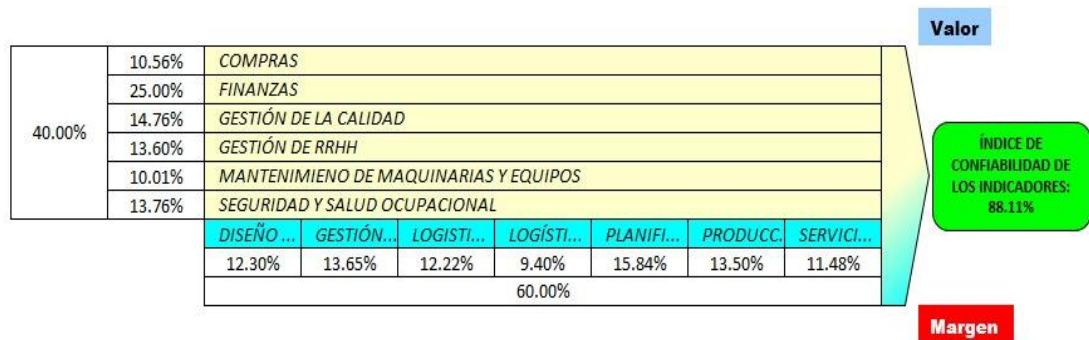 Valor
40.00%
10.56% COMPRAS
25.00% FINANZAS
14.76% GESTIÓN DE LA CALIDAD
13.60% GESTIÓN DE RRHH
10.01% MANTENIMIENO DE MAQUINARIAS Y EQUIPOS
13.76% SEGURIDAD Y SALUD OCUPACIONAL
DISEÑO ... GESTIÓN... LOGISTI... LOGÍSTI... PLANIFI... PRODUCC. SERVICI...
12.30% 13.65% 12.22% 9.40% 15.84% 13.50% 11.48%
60.00%
ÍNDICE DE
CONFIABILIDAD DE
LOS INDICADORES:
88.11%
Margen